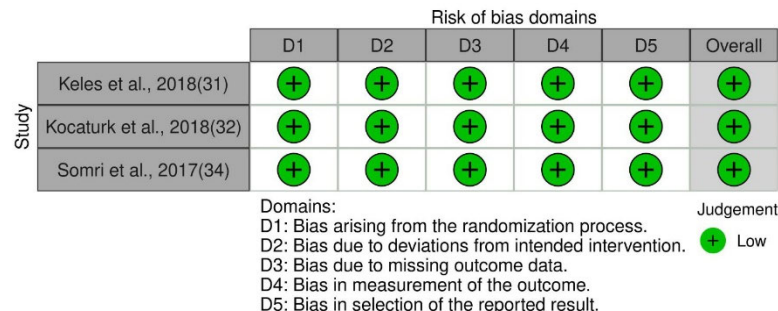 Risk of bias domains
D1 D2 D3 D4 D5 Overall
Study
Keles et al., 2018(31) + + + + + +
Kocaturk et al., 2018(32) + + + + + +
Somri et al., 2017(34) + + + + + +
Domains:
D1: Bias arising from the randomization process.
D2: Bias due to deviations from intended intervention.
D3: Bias due to missing outcome data.
D4: Bias in measurement of the outcome.
D5: Bias in selection of the reported result.
Judgement
+ Low